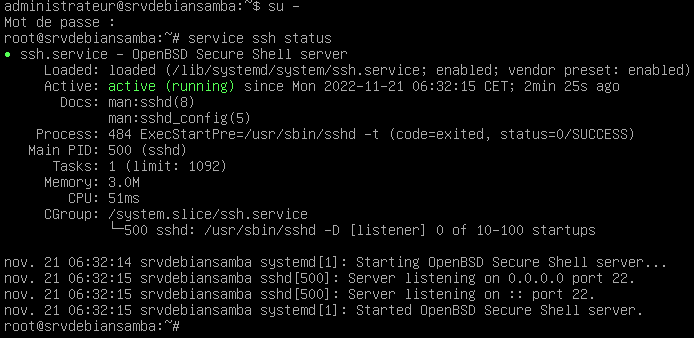 administrateur@srvdebiansamba:~$ su -
Mot de passe :
root@srvdebiansamba:~# service ssh status
● ssh.service - OpenBSD Secure Shell server
     Loaded: loaded (/lib/systemd/system/ssh.service; enabled; vendor preset: enabled)
     Active: active (running) since Mon 2022-11-21 06:32:15 CET; 2min 25s ago
       Docs: man:sshd(8)
             man:sshd_config(5)
    Process: 484 ExecStartPre=/usr/sbin/sshd -t (code=exited, status=0/SUCCESS)
   Main PID: 500 (sshd)
      Tasks: 1 (limit: 1092)
     Memory: 3.0M
        CPU: 51ms
     CGroup: /system.slice/ssh.service
             └─500 sshd: /usr/sbin/sshd -D [listener] 0 of 10-100 startups

nov. 21 06:32:14 srvdebiansamba systemd[1]: Starting OpenBSD Secure Shell server...
nov. 21 06:32:15 srvdebiansamba sshd[500]: Server listening on 0.0.0.0 port 22.
nov. 21 06:32:15 srvdebiansamba sshd[500]: Server listening on :: port 22.
nov. 21 06:32:15 srvdebiansamba systemd[1]: Started OpenBSD Secure Shell server.
root@srvdebiansamba:~#